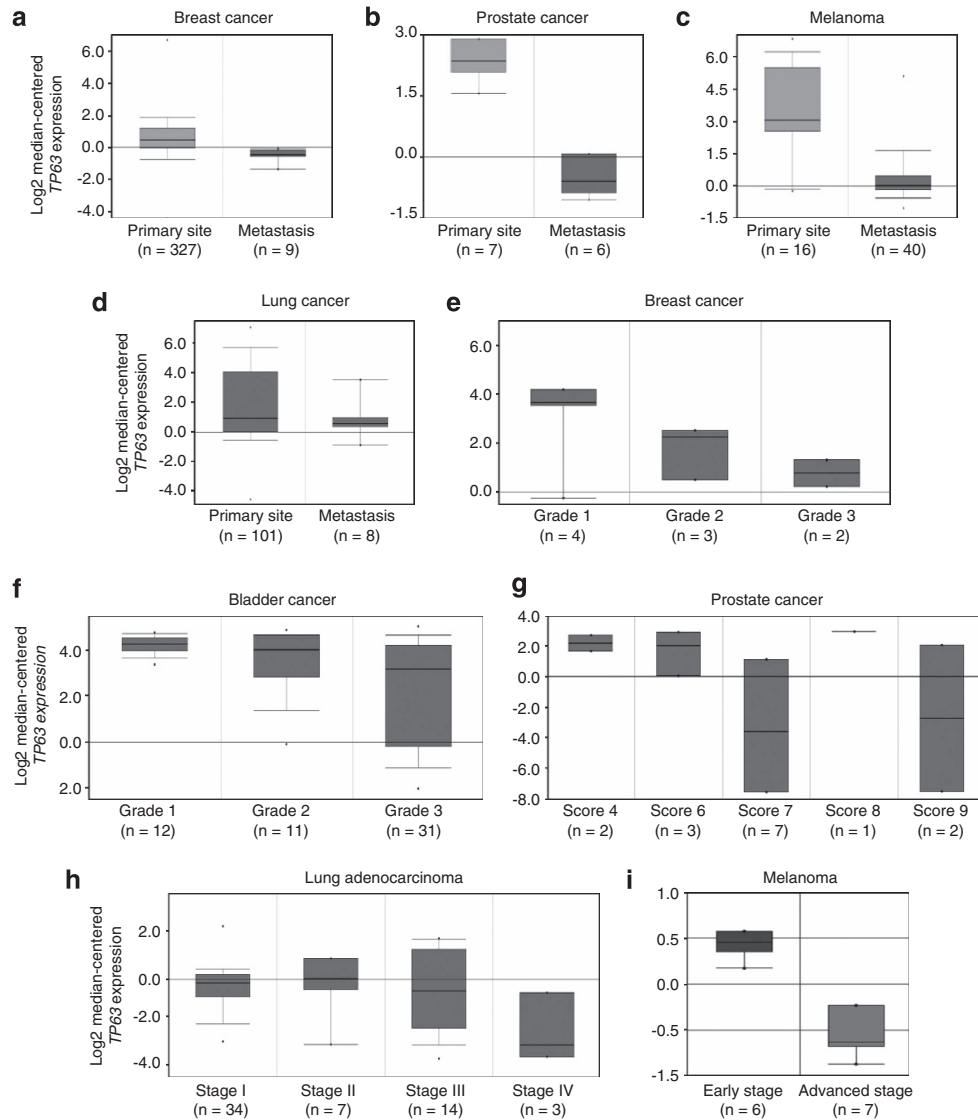 a
Breast cancer
Log2 median-centered
TP63 expression
6.0
4.0
2.0
0.0
-2.0
-4.0
Primary site
(n = 327)
Metastasis
(n = 9)
b
Prostate cancer
3.0
1.5
0.0
-1.5
Primary site
(n = 7)
Metastasis
(n = 6)
c
Melanoma
6.0
4.5
3.0
1.5
0.0
-1.5
Primary site
(n = 16)
Metastasis
(n = 40)
d
Lung cancer
Log2 median-centered
TP63 expression
6.0
4.0
2.0
0.0
-2.0
-4.0
Primary site
(n = 101)
Metastasis
(n = 8)
e
Breast cancer
6.0
4.0
2.0
0.0
Grade 1
(n = 4)
Grade 2
(n = 3)
Grade 3
(n = 2)
f
Bladder cancer
Log2 median-centered
TP63 expression
4.0
2.0
0.0
2.0
Grade 1
(n = 12)
Grade 2
(n = 11)
Grade 3
(n = 31)
g
Prostate cancer
4.0
2.0
0.0
-2.0
-4.0
-6.0
-8.0
Score 4
(n = 2)
Score 6
(n = 3)
Score 7
(n = 7)
Score 8
(n = 1)
Score 9
(n = 2)
h
Lung adenocarcinoma
Log2 median-centered
TP63 expression
2.0
0.0
-2.0
-4.0
Stage I
(n = 34)
Stage II
(n = 7)
Stage III
(n = 14)
Stage IV
(n = 3)
i
Melanoma
1.0
0.5
0.0
-0.5
-1.5
Early stage
(n = 6)
Advanced stage
(n = 7)